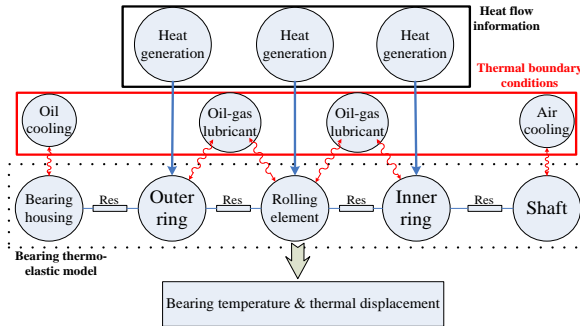 Heat flow
information
Heat
generation
Heat
generation
Heat
generation
Thermal boundary
conditions
Oil
cooling
Oil-gas
lubricant
Oil-gas
lubricant
Air
cooling
Bearing
housing
Res
Outer
ring
Res
Rolling
element
Res
Inner
ring
Res
Shaft
Bearing thermo-
elastic model
Bearing temperature & thermal displacement